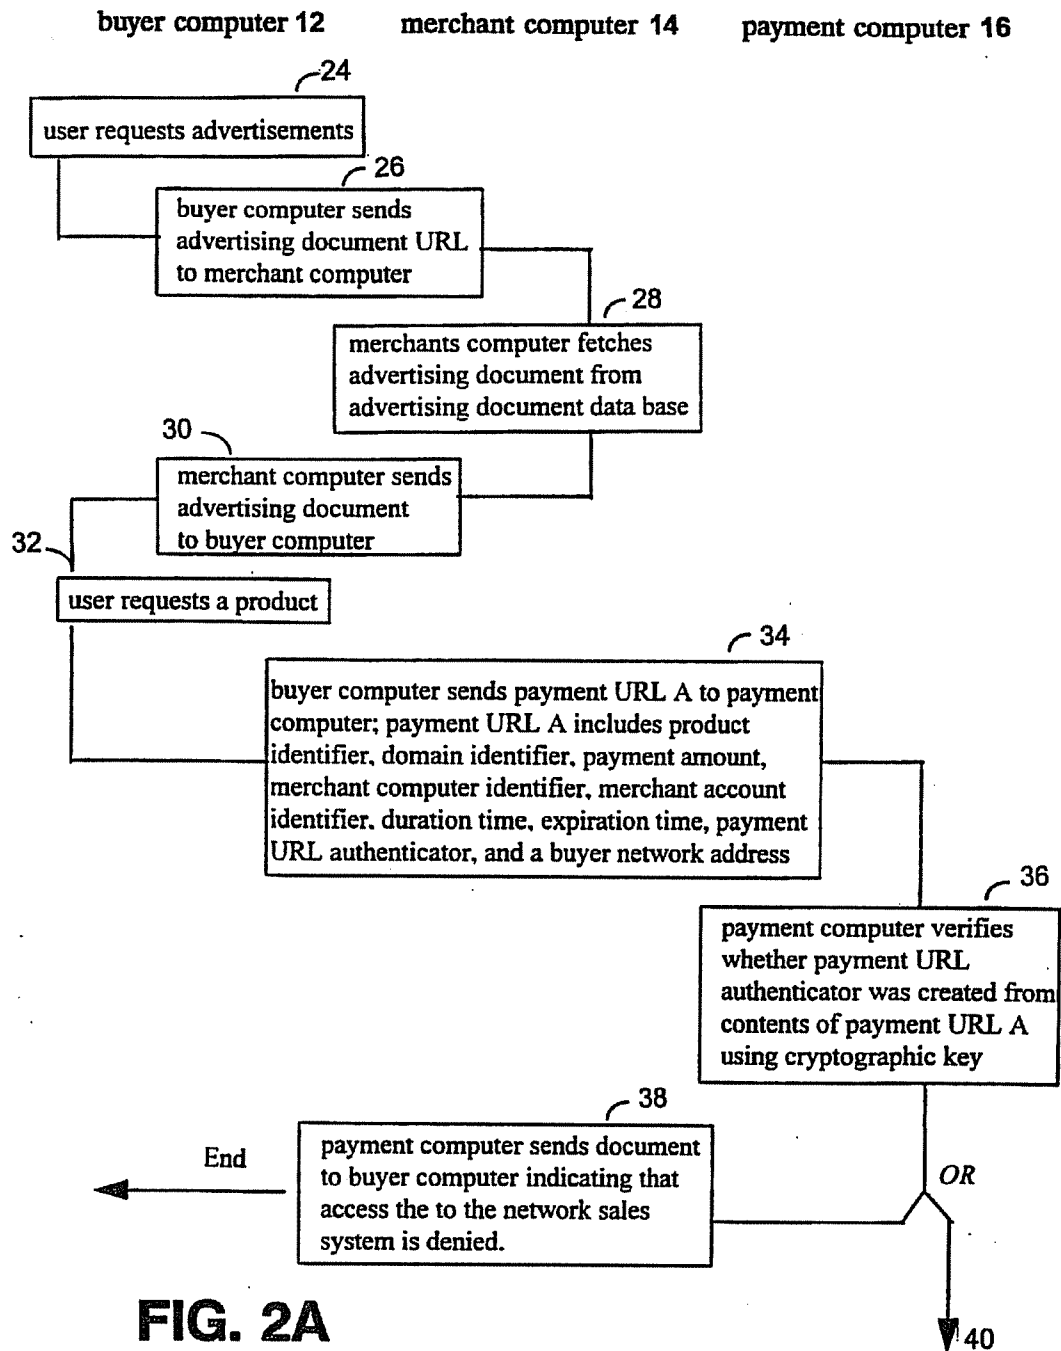 buyer computer 12 merchant computer 14 payment computer 16
24
user requests advertisements
26
buyer computer sends
advertising document URL
to merchant computer
28
merchants computer fetches
advertising document from
advertising document data base
30
merchant computer sends
advertising document
to buyer computer
32
user requests a product
34
buyer computer sends payment URL A to payment
computer; payment URL A includes product
identifier, domain identifier, payment amount,
merchant computer identifier, merchant account
identifier, duration time, expiration time, payment
URL authenticator, and a buyer network address
36
payment computer verifies
whether payment URL
authenticator was created from
contents of payment URL A
using cryptographic key
38
payment computer sends document
to buyer computer indicating that
access the to the network sales
system is denied.
End
OR
40
FIG. 2A